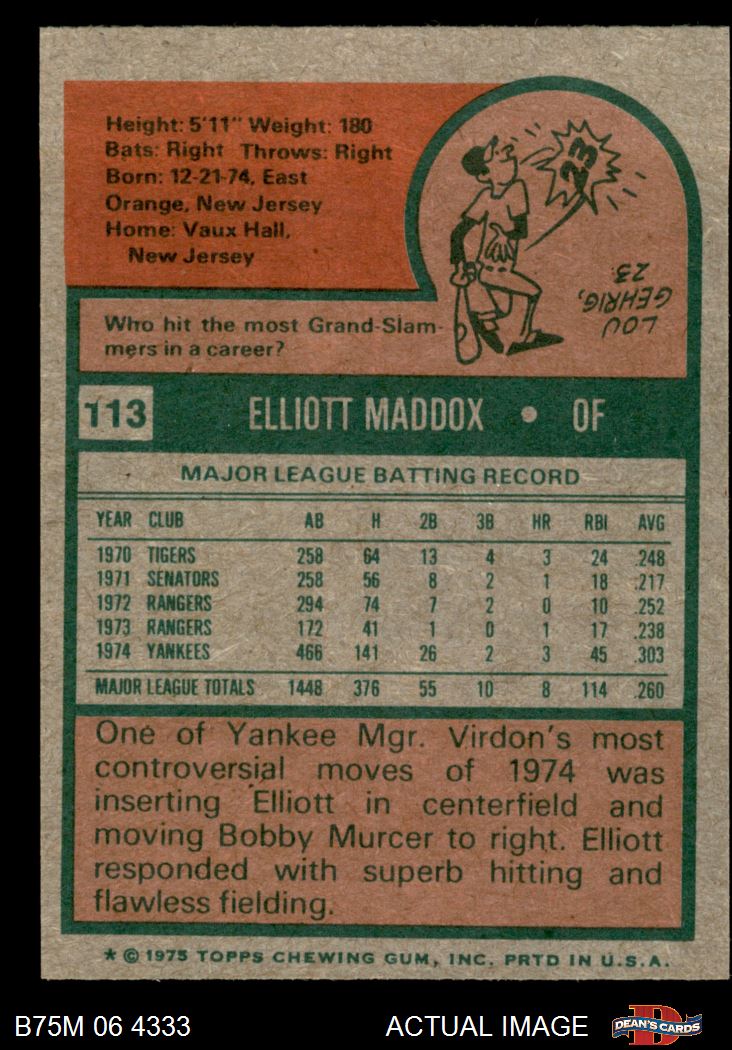 Height: 5'11" Weight: 180
Bats: Right Throws: Right
Born: 12-21-74, East
Orange, New Jersey
Home: Vaux Hall,
New Jersey
23
LOU
GEHRIG,
23.
Who hit the most Grand-Slam-
mers in a career?
113 ELLIOTT MADDOX • OF
MAJOR LEAGUE BATTING RECORD
YEAR CLUB AB H 2B 3B HR RBI AVG
1970 TIGERS 258 64 13 4 3 24 .248
1971 SENATORS 258 56 8 2 1 18 .217
1972 RANGERS 294 74 7 2 0 10 .252
1973 RANGERS 172 41 1 0 1 17 .238
1974 YANKEES 466 141 26 2 3 45 .303
MAJOR LEAGUE TOTALS 1448 376 55 10 8 114 .260
One of Yankee Mgr. Virdon's most
controversial moves of 1974 was
inserting Elliott in centerfield and
moving Bobby Murcer to right. Elliott
responded with superb hitting and
flawless fielding.
* © 1975 TOPPS CHEWING GUM, INC. PRTD IN U.S.A.
B75M 06 4333 ACTUAL IMAGE D DEAN'S CARDS